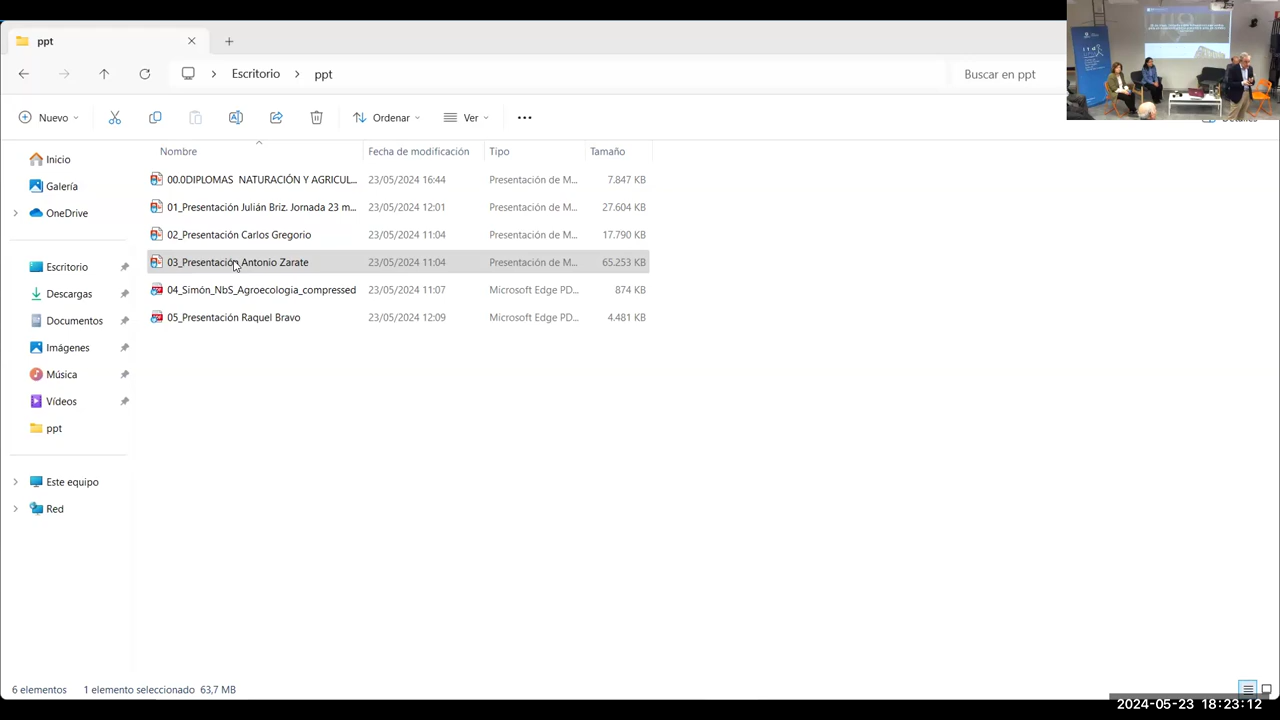 ppt
Escritorio
ppt
Buscar en ppt
Nuevo
Ordenar
Ver
Nombre
Fecha de modificación
Tipo
Tamaño
00.0DIPLOMAS NATURACIÓN Y AGRICUL... 23/05/2024 16:44 Presentación de M... 7.847 KB
01_Presentación Julián Briz. Jornada 23 m... 23/05/2024 12:01 Presentación de M... 27.604 KB
02_Presentación Carlos Gregorio 23/05/2024 11:04 Presentación de M... 17.790 KB
03_Presentación Antonio Zarate 23/05/2024 11:04 Presentación de M... 65.253 KB
04_Simón_NbS_Agroecologia_compressed 23/05/2024 11:07 Microsoft Edge PD... 874 KB
05_Presentación Raquel Bravo 23/05/2024 12:09 Microsoft Edge PD... 4.481 KB
Inicio
Galería
OneDrive
Escritorio
Descargas
Documentos
Imágenes
Música
Vídeos
ppt
Este equipo
Red
6 elementos 1 elemento seleccionado 63,7 MB
2024-05-23 18:23:12